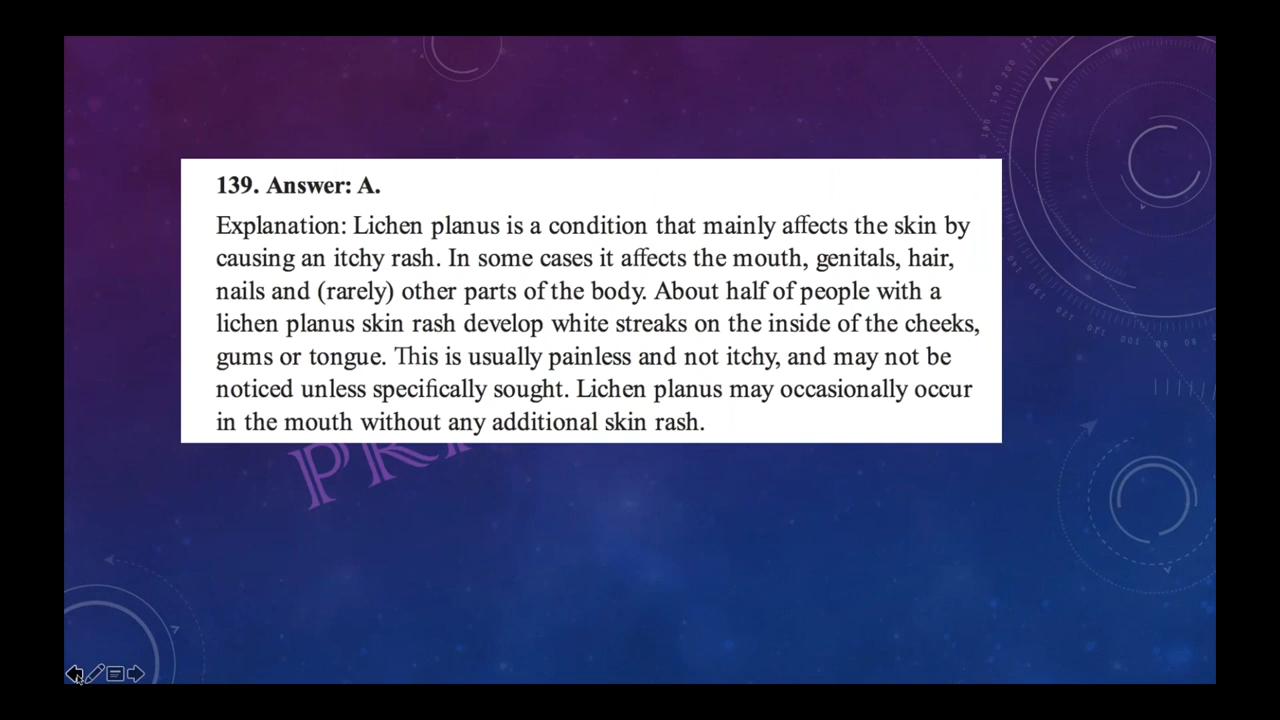 139. Answer: A.
Explanation: Lichen planus is a condition that mainly affects the skin by
causing an itchy rash. In some cases it affects the mouth, genitals, hair,
nails and (rarely) other parts of the body. About half of people with a
lichen planus skin rash develop white streaks on the inside of the cheeks,
gums or tongue. This is usually painless and not itchy, and may not be
noticed unless specifically sought. Lichen planus may occasionally occur
in the mouth without any additional skin rash.